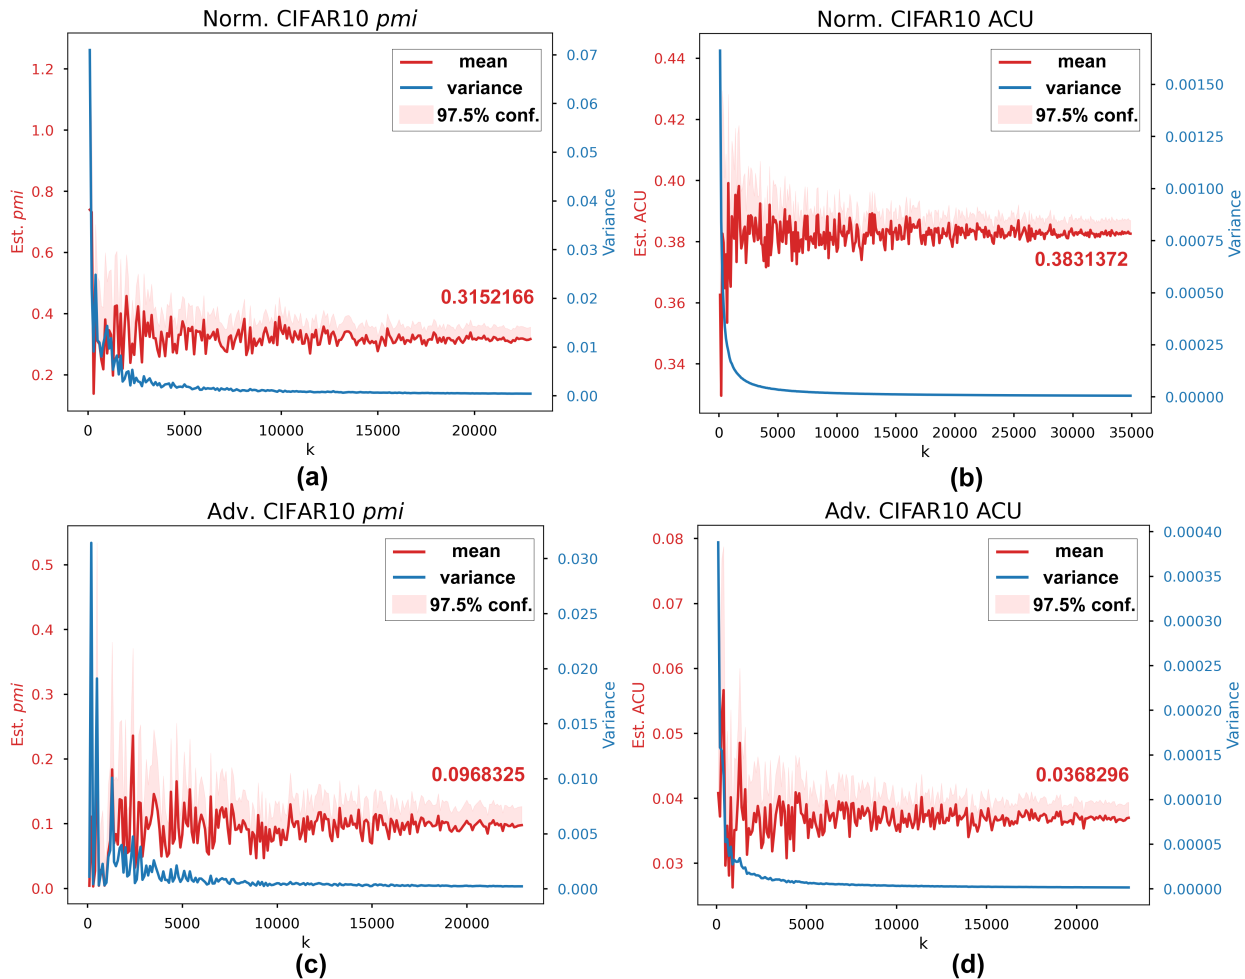 Norm. CIFAR10 pmi
mean
variance
97.5% conf.
1.2
1.0
0.8
0.6
0.4
0.2
Est. pmi
0.07
0.06
0.05
0.04
0.03
0.02
0.01
0.00
Variance
0.3152166
0
5000
10000
15000
20000
k
(a)
Norm. CIFAR10 ACU
mean
variance
97.5% conf.
0.44
0.42
0.40
0.38
0.36
0.34
Est. ACU
0.00150
0.00125
0.00100
0.00075
0.00050
0.00025
0.00000
Variance
0.3831372
0
5000
10000
15000
20000
25000
30000
35000
k
(b)
Adv. CIFAR10 pmi
mean
variance
97.5% conf.
0.5
0.4
0.3
0.2
0.1
0.0
Est. pmi
0.030
0.025
0.020
0.015
0.010
0.005
0.000
Variance
0.0968325
0
5000
10000
15000
20000
k
(c)
Adv. CIFAR10 ACU
mean
variance
97.5% conf.
0.08
0.07
0.06
0.05
0.04
0.03
Est. ACU
0.00040
0.00035
0.00030
0.00025
0.00020
0.00015
0.00010
0.00005
0.00000
Variance
0.0368296
0
5000
10000
15000
20000
k
(d)